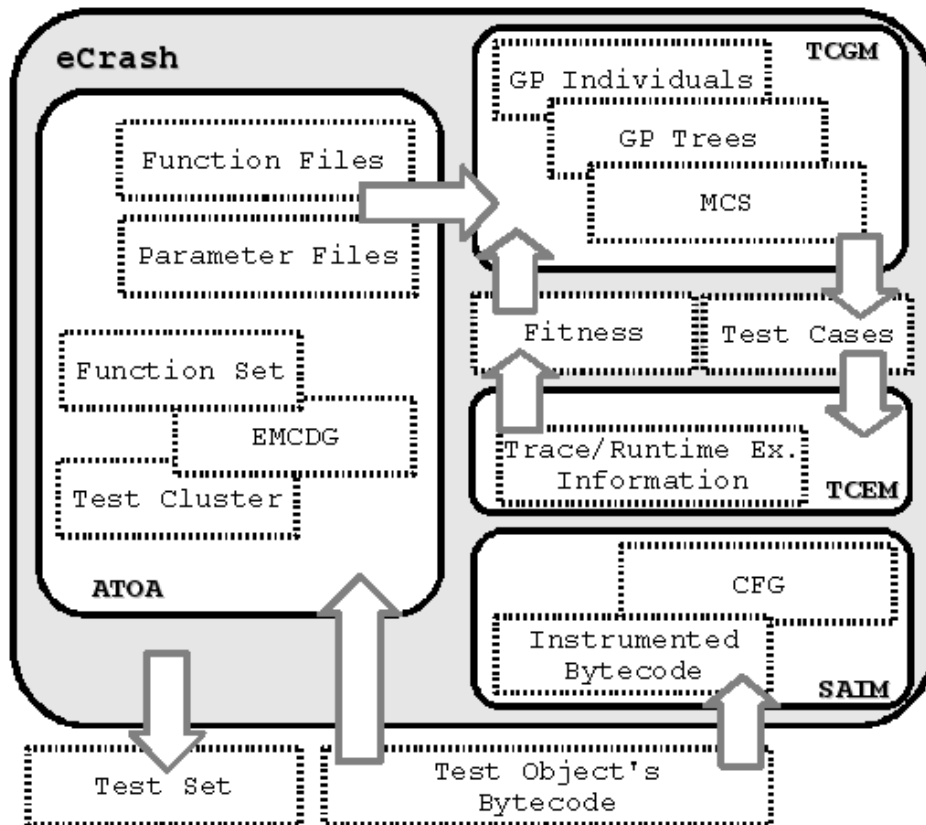 eCrash
TCGM
GP Individuals
GP Trees
MCS
Function Files
Parameter Files
Function Set
EMCDG
Test Cluster
ATOA
Fitness
Test Cases
Trace/Runtime Ex.
Information
TCEM
CFG
Instrumented
Bytecode
SAIM
Test Set
Test Object's
Bytecode